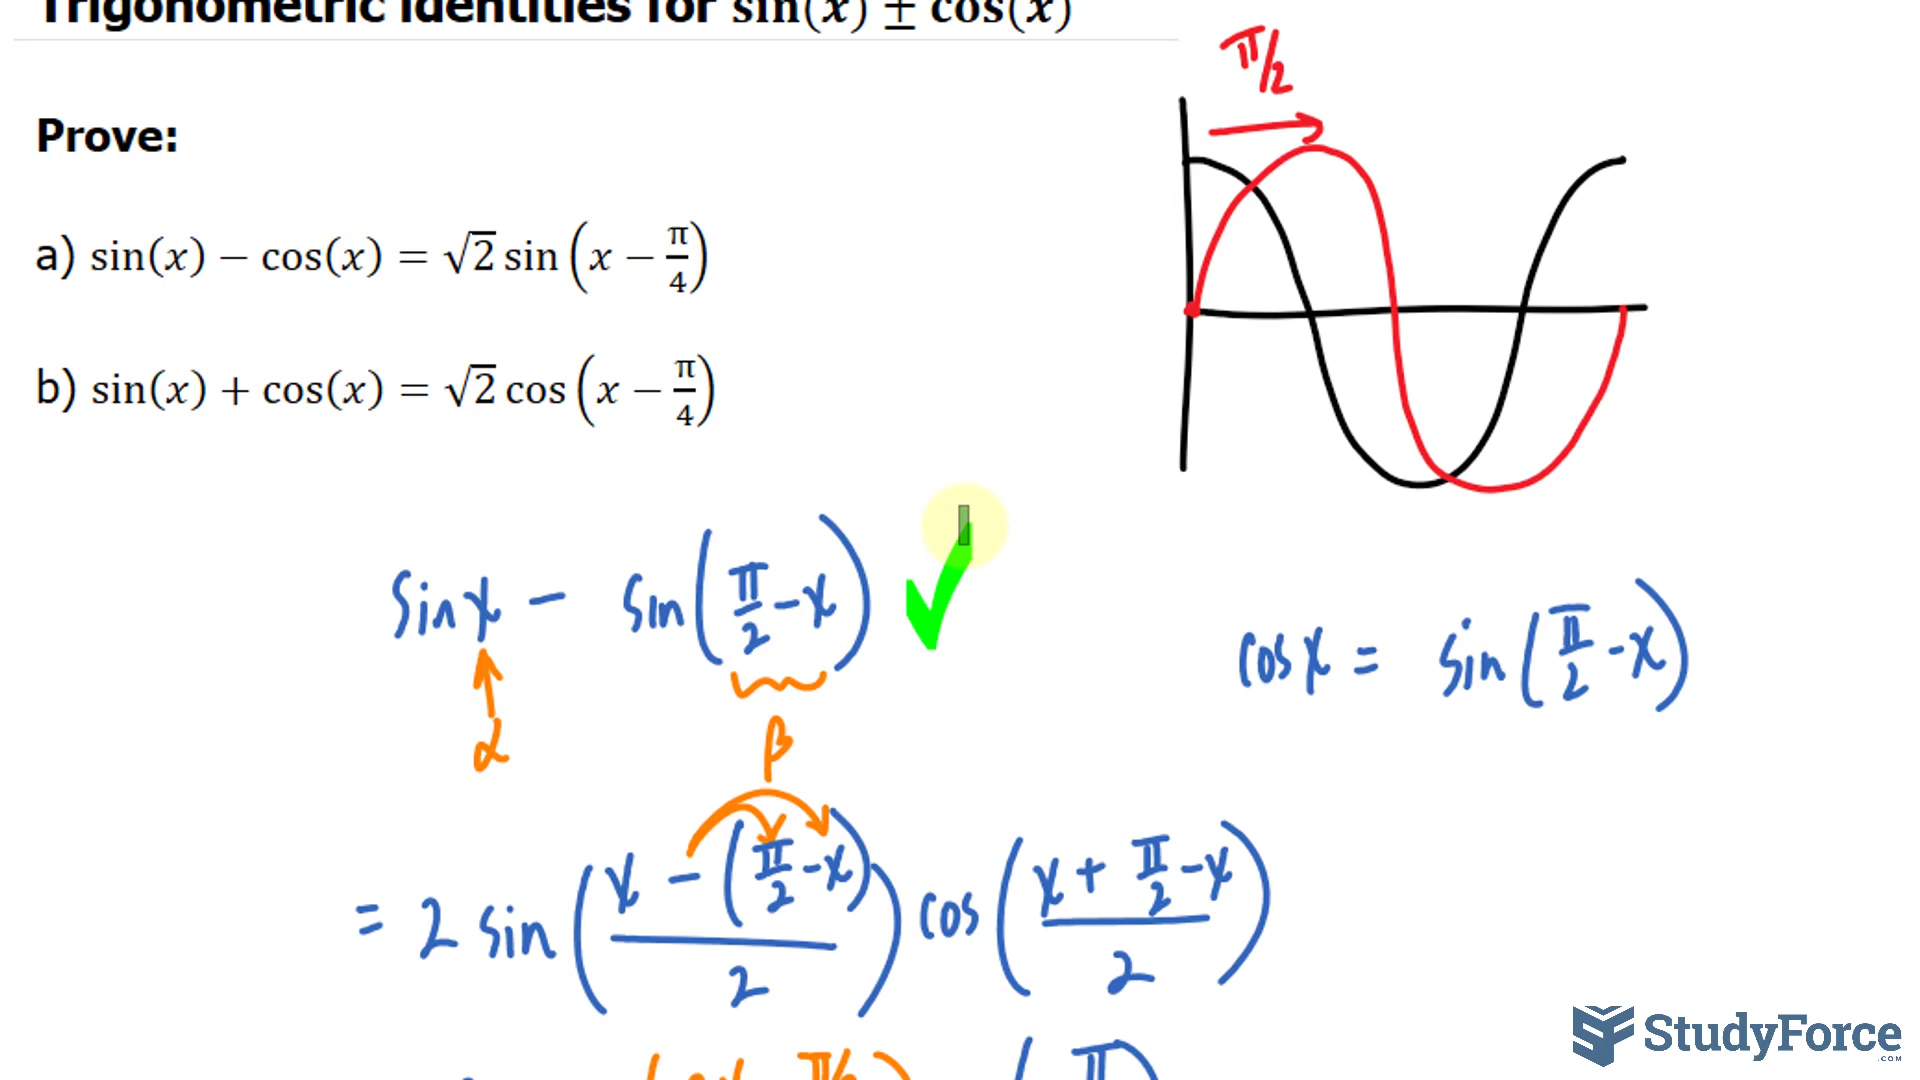 Trigonometric Identities for sin(x) ± cos(x)
π/2
Prove:
a) sin(x) − cos(x) = √2 sin(x − π/4)
b) sin(x) + cos(x) = √2 cos(x − π/4)
sin x − sin(π/2 − x)
cos x = sin(π/2 − x)
α
β
= 2 sin((x − (π/2 − x))/2) cos((x + π/2 − x)/2)
StudyForce
.COM